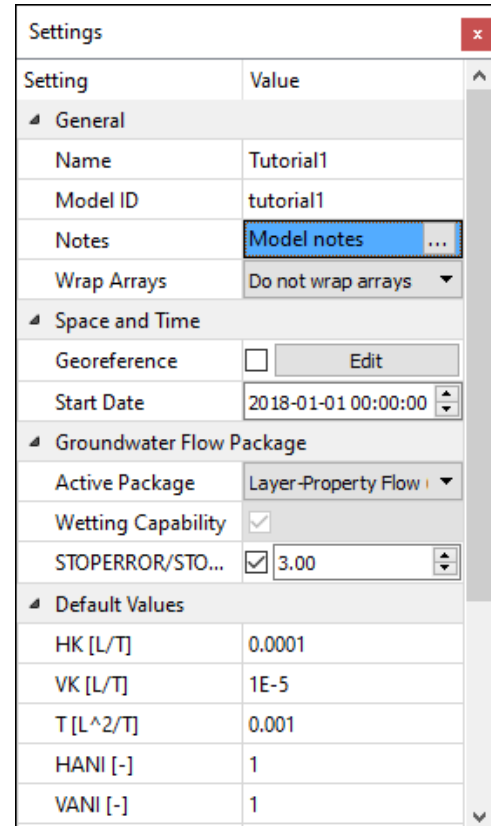 Settings
x
Setting Value
General
Name Tutorial1
Model ID tutorial1
Notes Model notes ...
Wrap Arrays Do not wrap arrays
Space and Time
Georeference Edit
Start Date 2018-01-01 00:00:00
Groundwater Flow Package
Active Package Layer-Property Flow (
Wetting Capability
STOPERROR/STO... 3.00
Default Values
HK [L/T] 0.0001
VK [L/T] 1E-5
T [L^2/T] 0.001
HANI [-] 1
VANI [-] 1